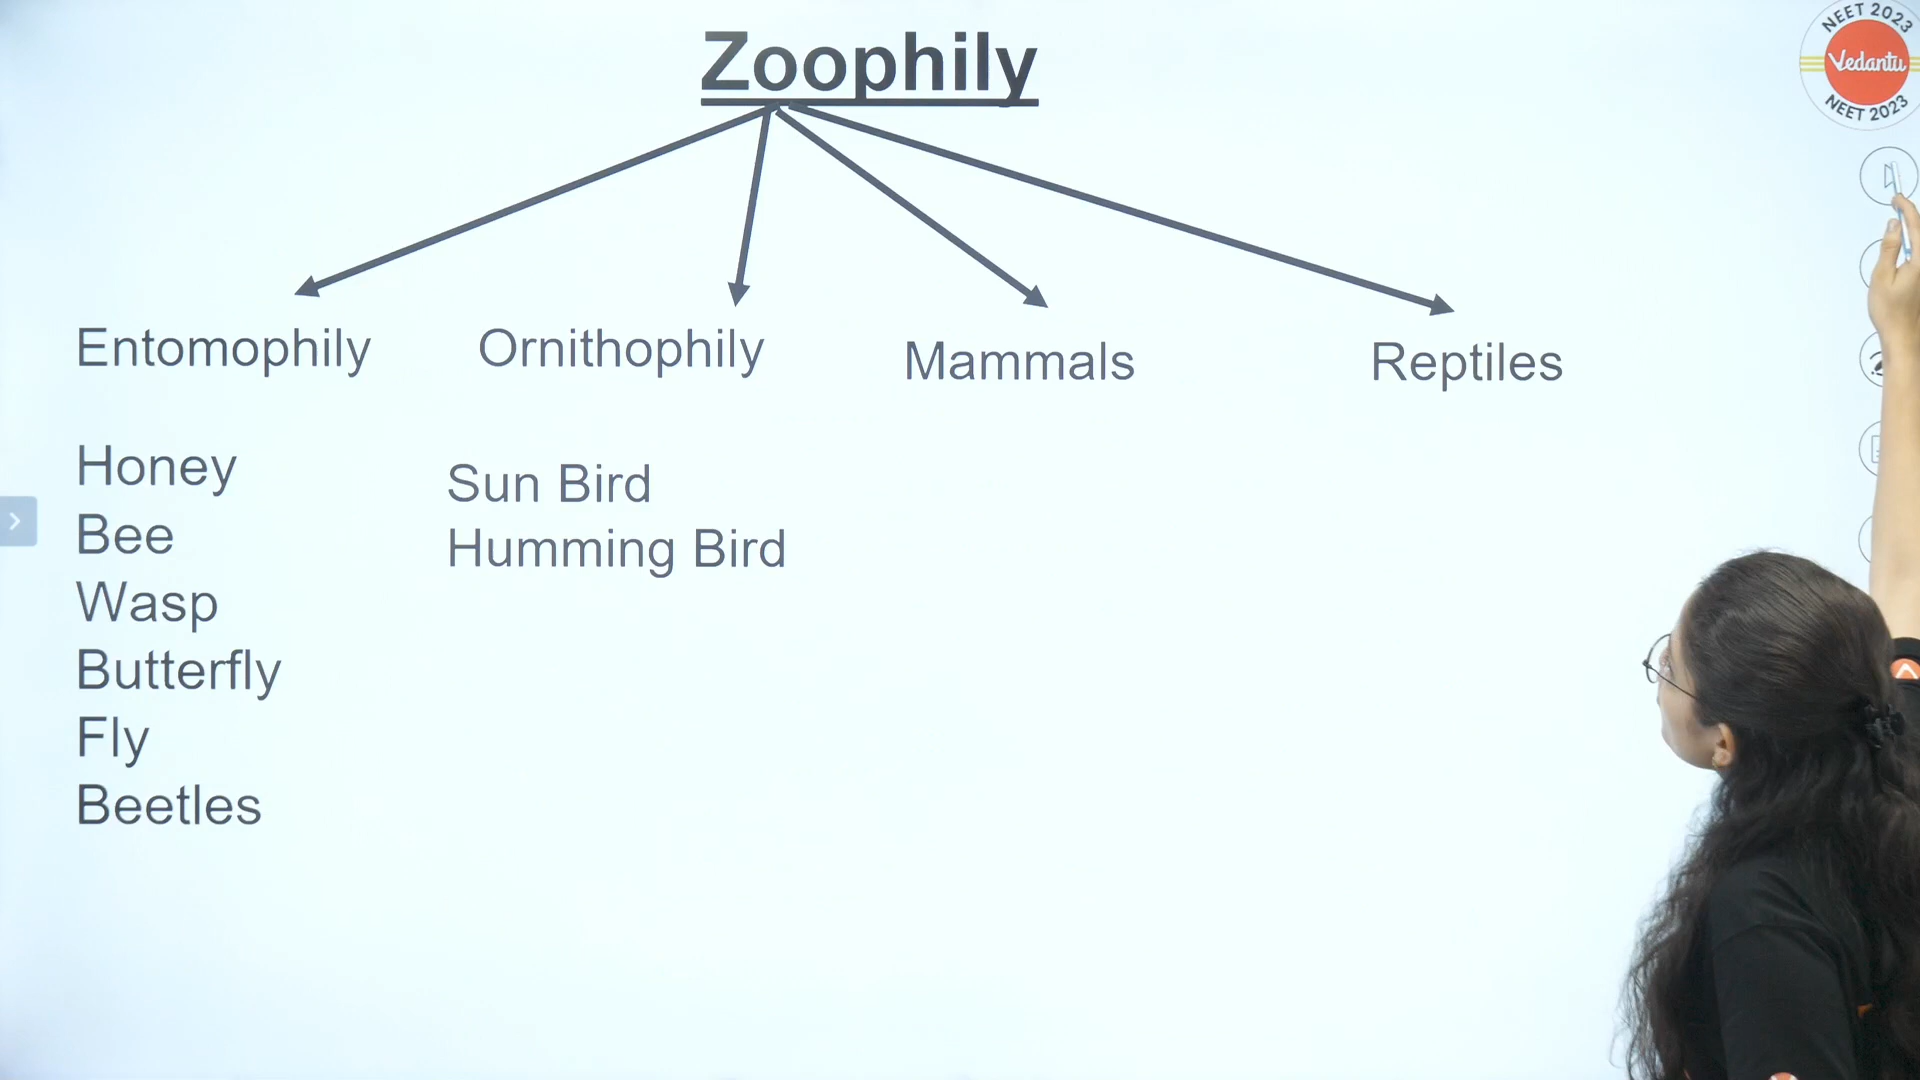 Zoophily
NEET 2023
Vedantu
NEET 2023
Entomophily
Ornithophily
Mammals
Reptiles
Honey
Bee
Wasp
Butterfly
Fly
Beetles
Sun Bird
Humming Bird